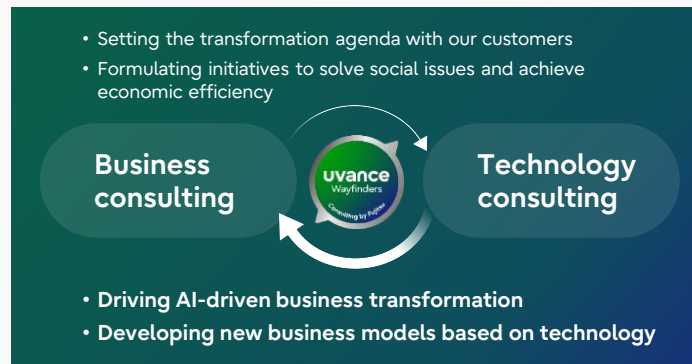 • Setting the transformation agenda with our customers
• Formulating initiatives to solve social issues and achieve
economic efficiency
Business
consulting
uvance
Wayfinders
Consulting by Fujitsu
Technology
consulting
• Driving AI-driven business transformation
• Developing new business models based on technology